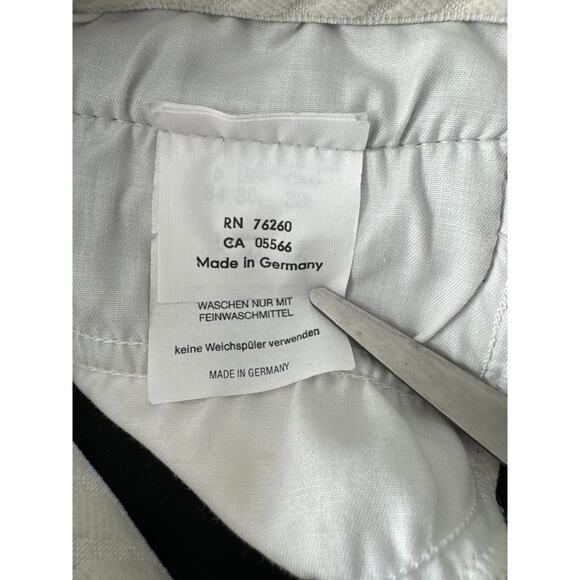 RN 76260
CA 05566
Made in Germany
WASCHEN NUR MIT
FEINWASCHMITTEL
keine Weichspüler verwenden
MADE IN GERMANY